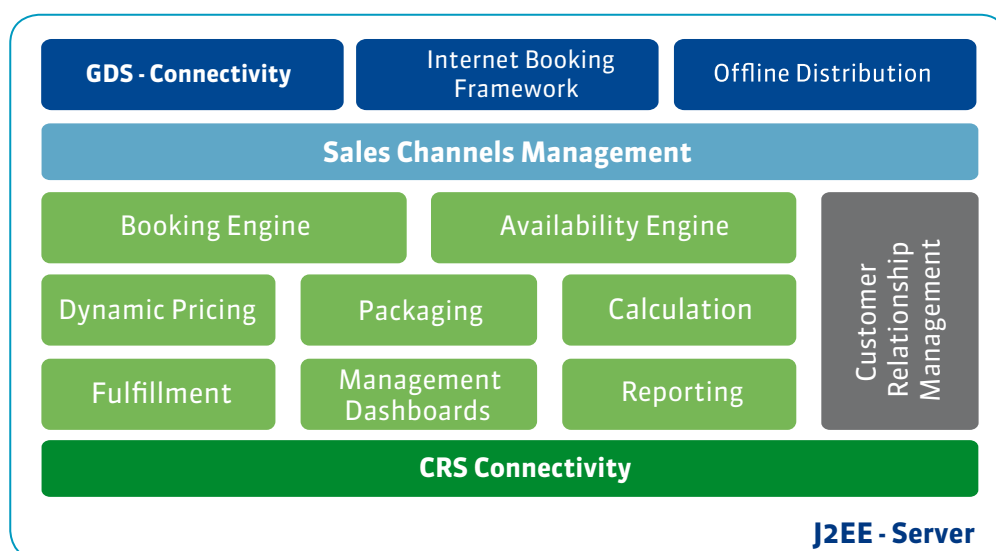 GDS - Connectivity
Internet Booking
Framework
Offline Distribution
Sales Channels Management
Booking Engine
Availability Engine
Customer
Relationship
Management
Dynamic Pricing
Packaging
Calculation
Fulfillment
Management
Dashboards
Reporting
CRS Connectivity
J2EE - Server